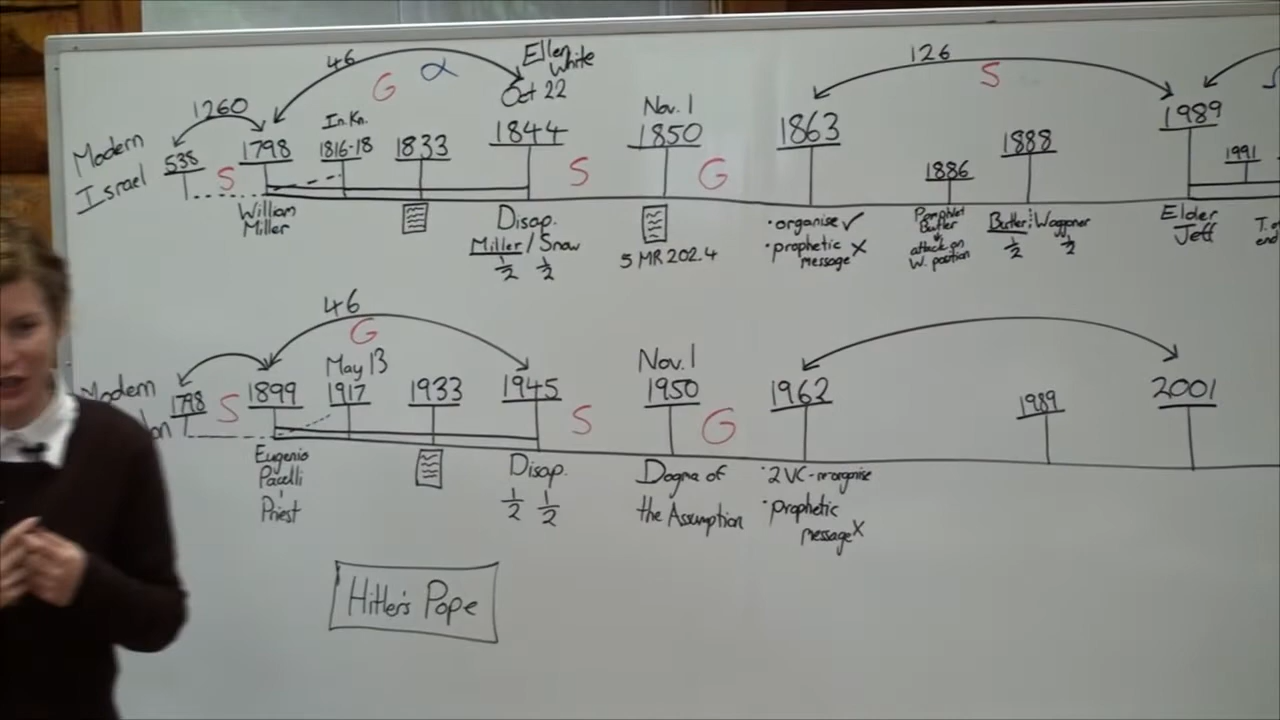 Modern
Israel
1260
46
G α
Ellen
White
Oct 22
126
S
538
S
1798
In.Kn.
1816-18
1833
1844
S
Nov. 1
1850
G
1863
1886
1888
1989
1991
William
Miller
Disap.
Miller / Snow
1/2 1/2
5 MR 202.4
• organise ✓
• prophetic
message X
Pamphlet
Butler
attack on
W. position
Butler : Waggoner
1/2 1/2
Elder
Jeff
T. o
end
46
G
Modern
on
1798
S
1899
May 13
1917
1933
1945
S
Nov. 1
1950
G
1962
1989
2001
Eugenio
Pacelli
Priest
Disap.
1/2 1/2
Dogma of
the Assumption
• 2 VC - reorganise
• prophetic
message X
Hitler's Pope